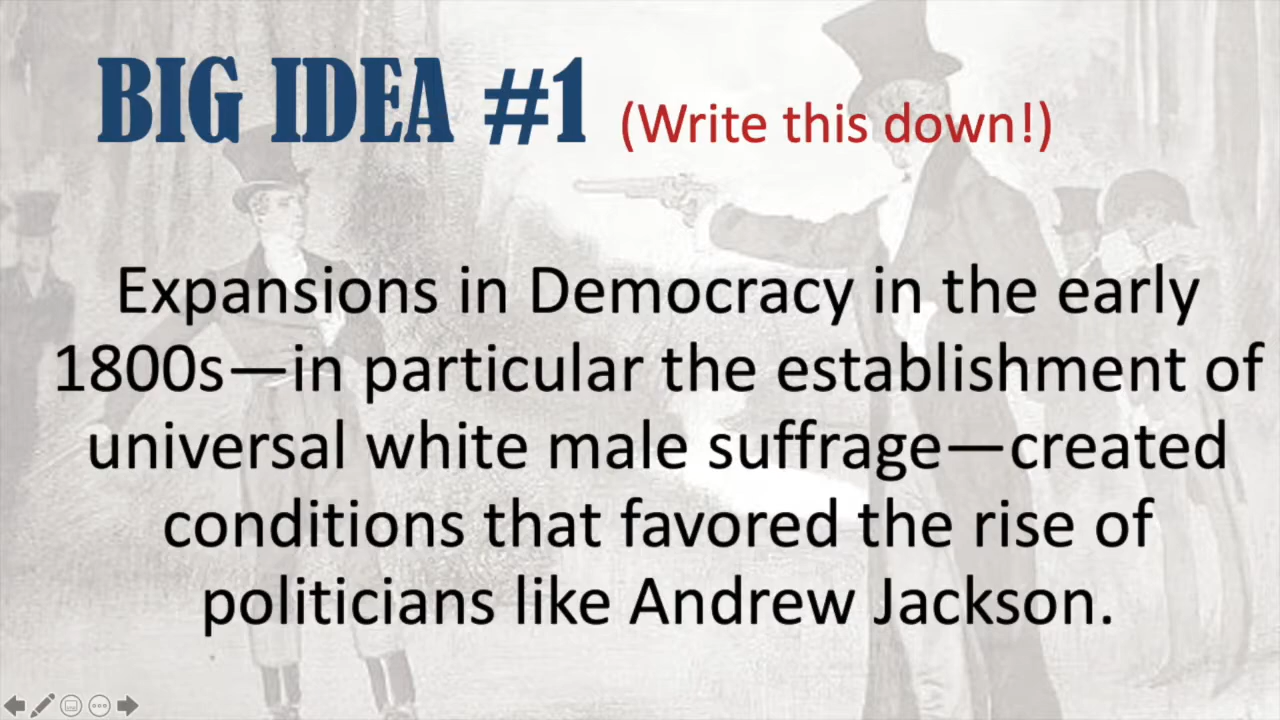 BIG IDEA #1 (Write this down!)
Expansions in Democracy in the early
1800s—in particular the establishment of
universal white male suffrage—created
conditions that favored the rise of
politicians like Andrew Jackson.